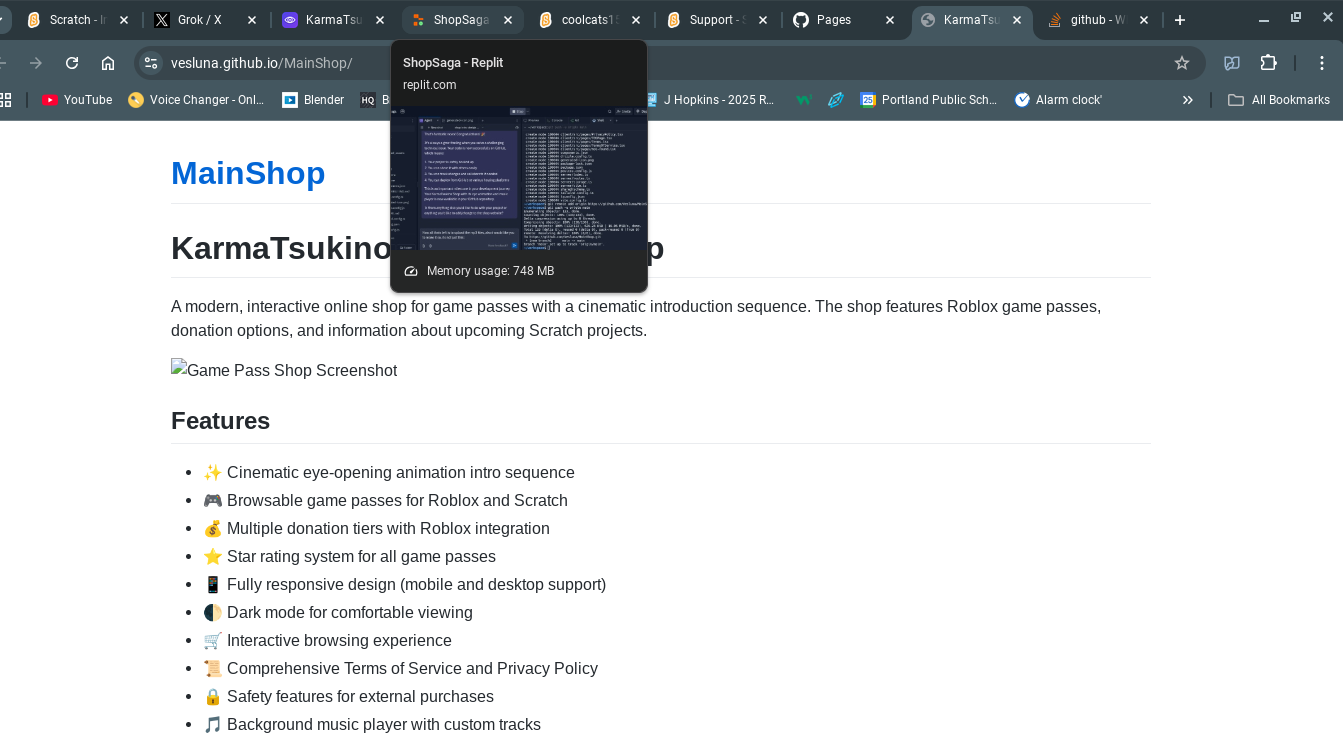 Scratch - Ir
Grok / X
KarmaTsu
ShopSaga
coolcats15
Support - S
Pages
KarmaTsu
github - W
vesluna.github.io/MainShop/
YouTube
Voice Changer - Onl...
Blender
HQ
J Hopkins - 2025 R...
Portland Public Sch...
Alarm clock'
All Bookmarks
ShopSaga - Replit
replit.com
Memory usage: 748 MB
MainShop
KarmaTsukino
A modern, interactive online shop for game passes with a cinematic introduction sequence. The shop features Roblox game passes,
donation options, and information about upcoming Scratch projects.
Game Pass Shop Screenshot
Features
✨ Cinematic eye-opening animation intro sequence
🎮 Browsable game passes for Roblox and Scratch
💰 Multiple donation tiers with Roblox integration
⭐ Star rating system for all game passes
📱 Fully responsive design (mobile and desktop support)
🌓 Dark mode for comfortable viewing
🛒 Interactive browsing experience
📜 Comprehensive Terms of Service and Privacy Policy
🔒 Safety features for external purchases
🎵 Background music player with custom tracks